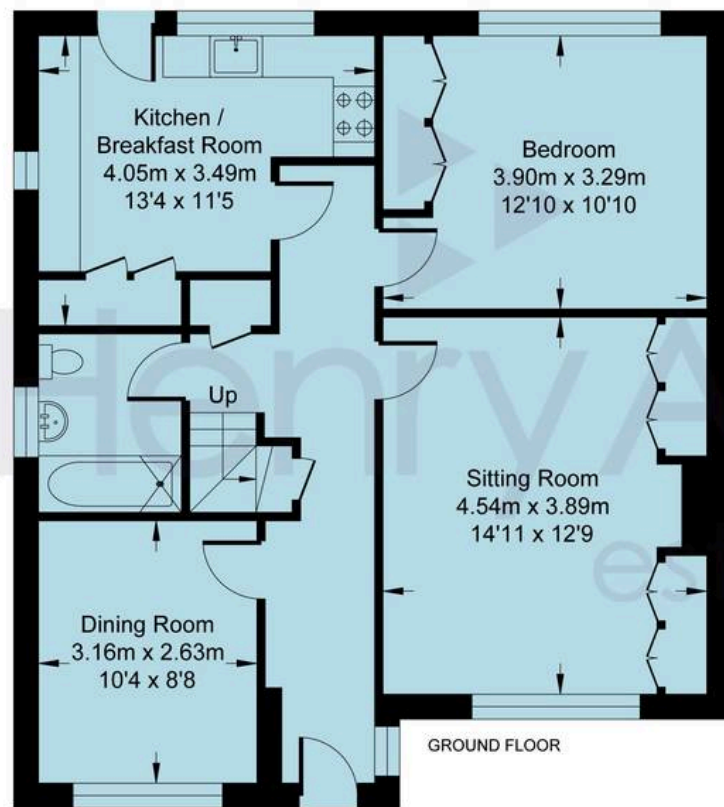 Kitchen /
Breakfast Room
4.05m x 3.49m
13'4 x 11'5
Bedroom
3.90m x 3.29m
12'10 x 10'10
Up
Sitting Room
4.54m x 3.89m
14'11 x 12'9
Dining Room
3.16m x 2.63m
10'4 x 8'8
GROUND FLOOR
Henry A
es